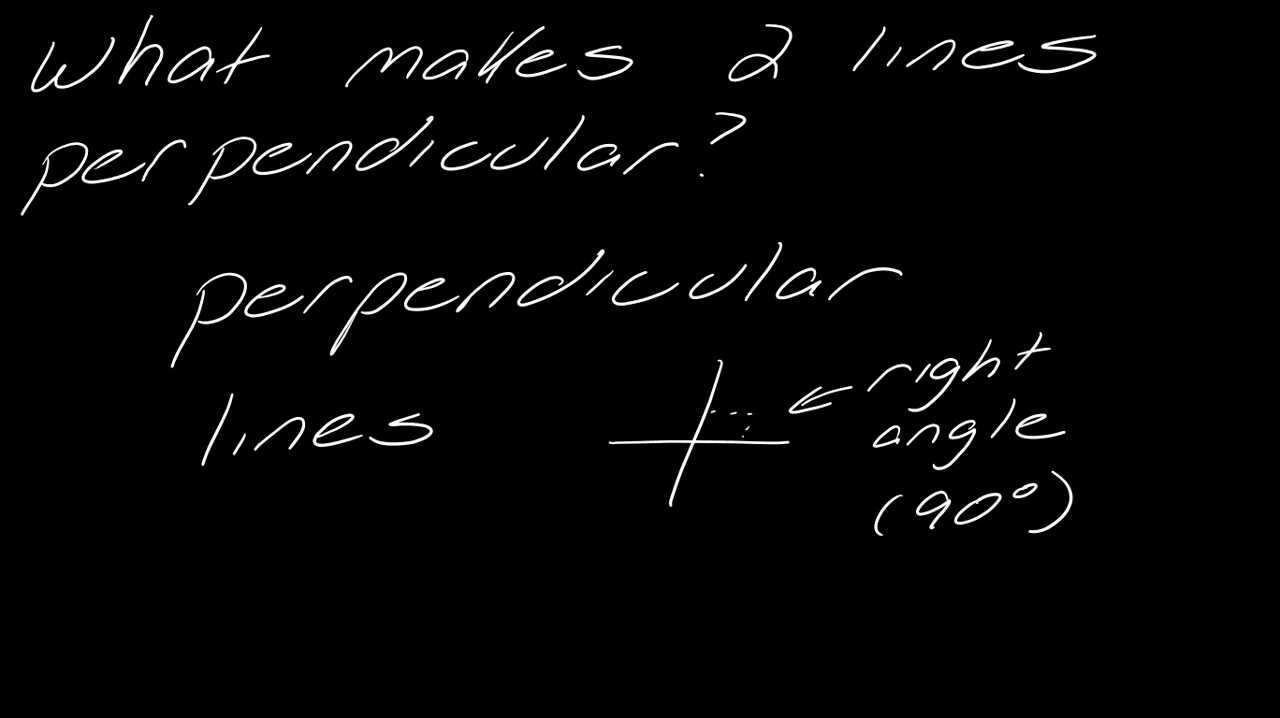 What makes 2 lines
perpendicular?
perpendicular
lines
right
angle
(90°)